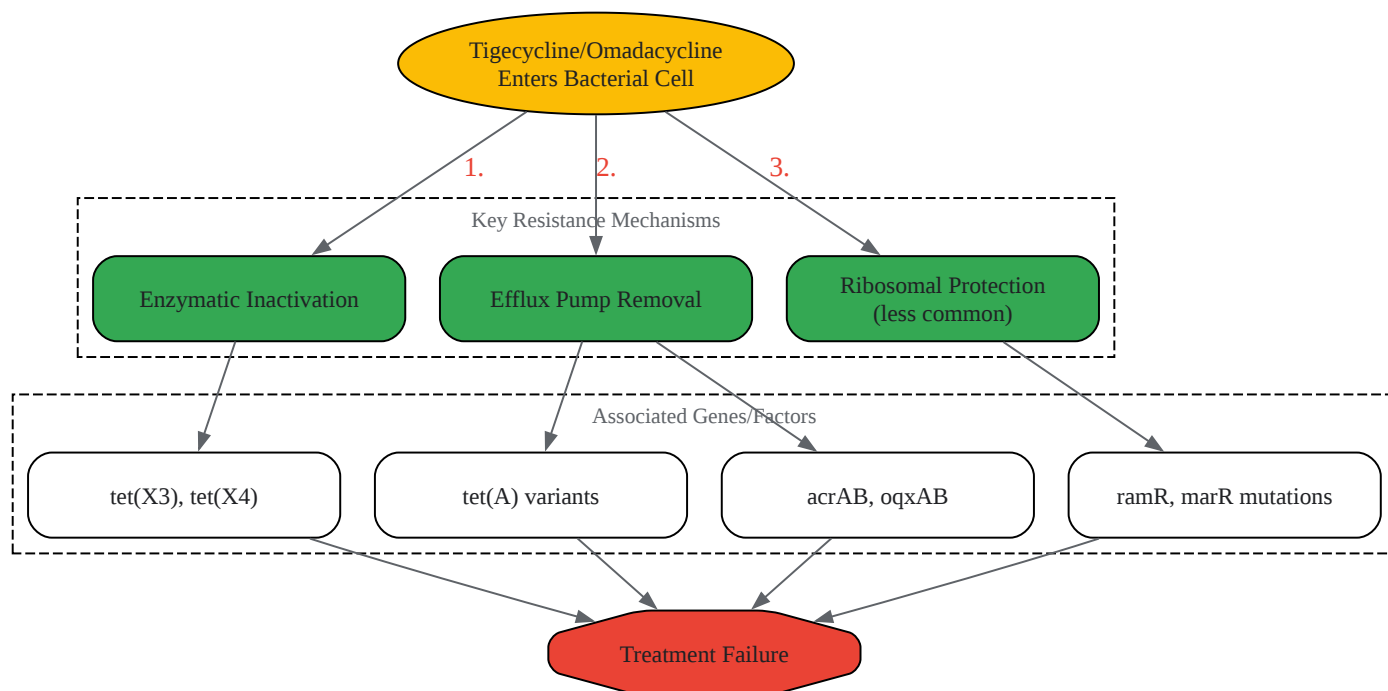 Tigecycline/Omadacycline
Enters Bacterial Cell
1.
2.
3.
Key Resistance Mechanisms
Enzymatic Inactivation
Efflux Pump Removal
Ribosomal Protection
(less common)
Associated Genes/Factors
tet(X3), tet(X4)
tet(A) variants
acrAB, oqxAB
ramR, marR mutations
Treatment Failure